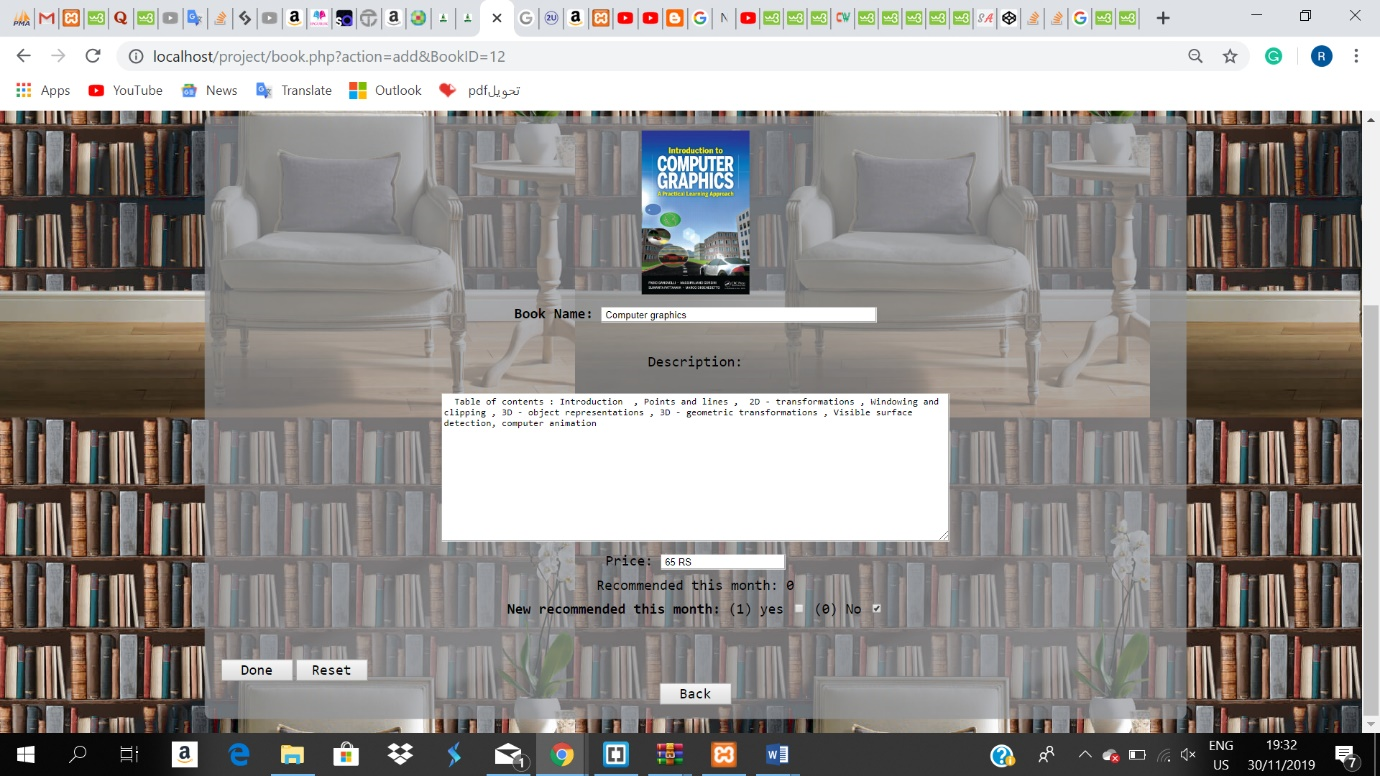 localhost/project/book.php?action=add&BookID=12
R
Apps YouTube News Translate Outlook تحويلpdf
Introduction to
COMPUTER
GRAPHICS
A Practical Learning Approach
Book Name: Computer graphics
Description:
Table of contents : Introduction , Points and lines , 2D - transformations , Windowing and
clipping , 3D - object representations , 3D - geometric transformations , Visible surface
detection, computer animation
Price: 65 RS
Recommended this month: 0
New recommended this month: (1) yes (0) No
Done Reset
Back
ENG
US
19:32
30/11/2019
7
1